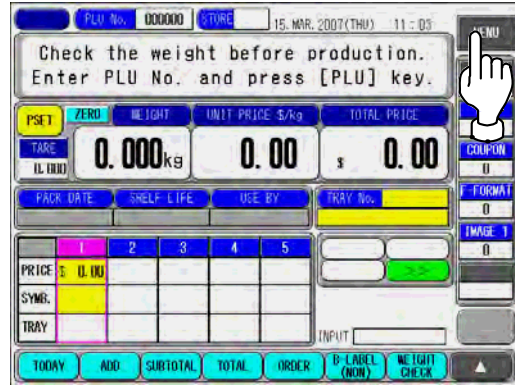 PLU No. 000000 STORE 15. MAR. 2007(THU) 11:03
MENU
Check the weight before production.
Enter PLU No. and press [PLU] key.
PSET ZERO WEIGHT UNIT PRICE $/kg TOTAL PRICE
TARE 0.000 0.000kg 0.00 $ 0.00
COUPON
0
PACK DATE SHELF LIFE USE BY TRAY No.
F-FORMAT
0
IMAGE 1
0
1 2 3 4 5
PRICE $ 0.00
>>
SYMB.
TRAY
INPUT
TODAY ADD SUBTOTAL TOTAL ORDER B-LABEL (NON) WEIGHT CHECK